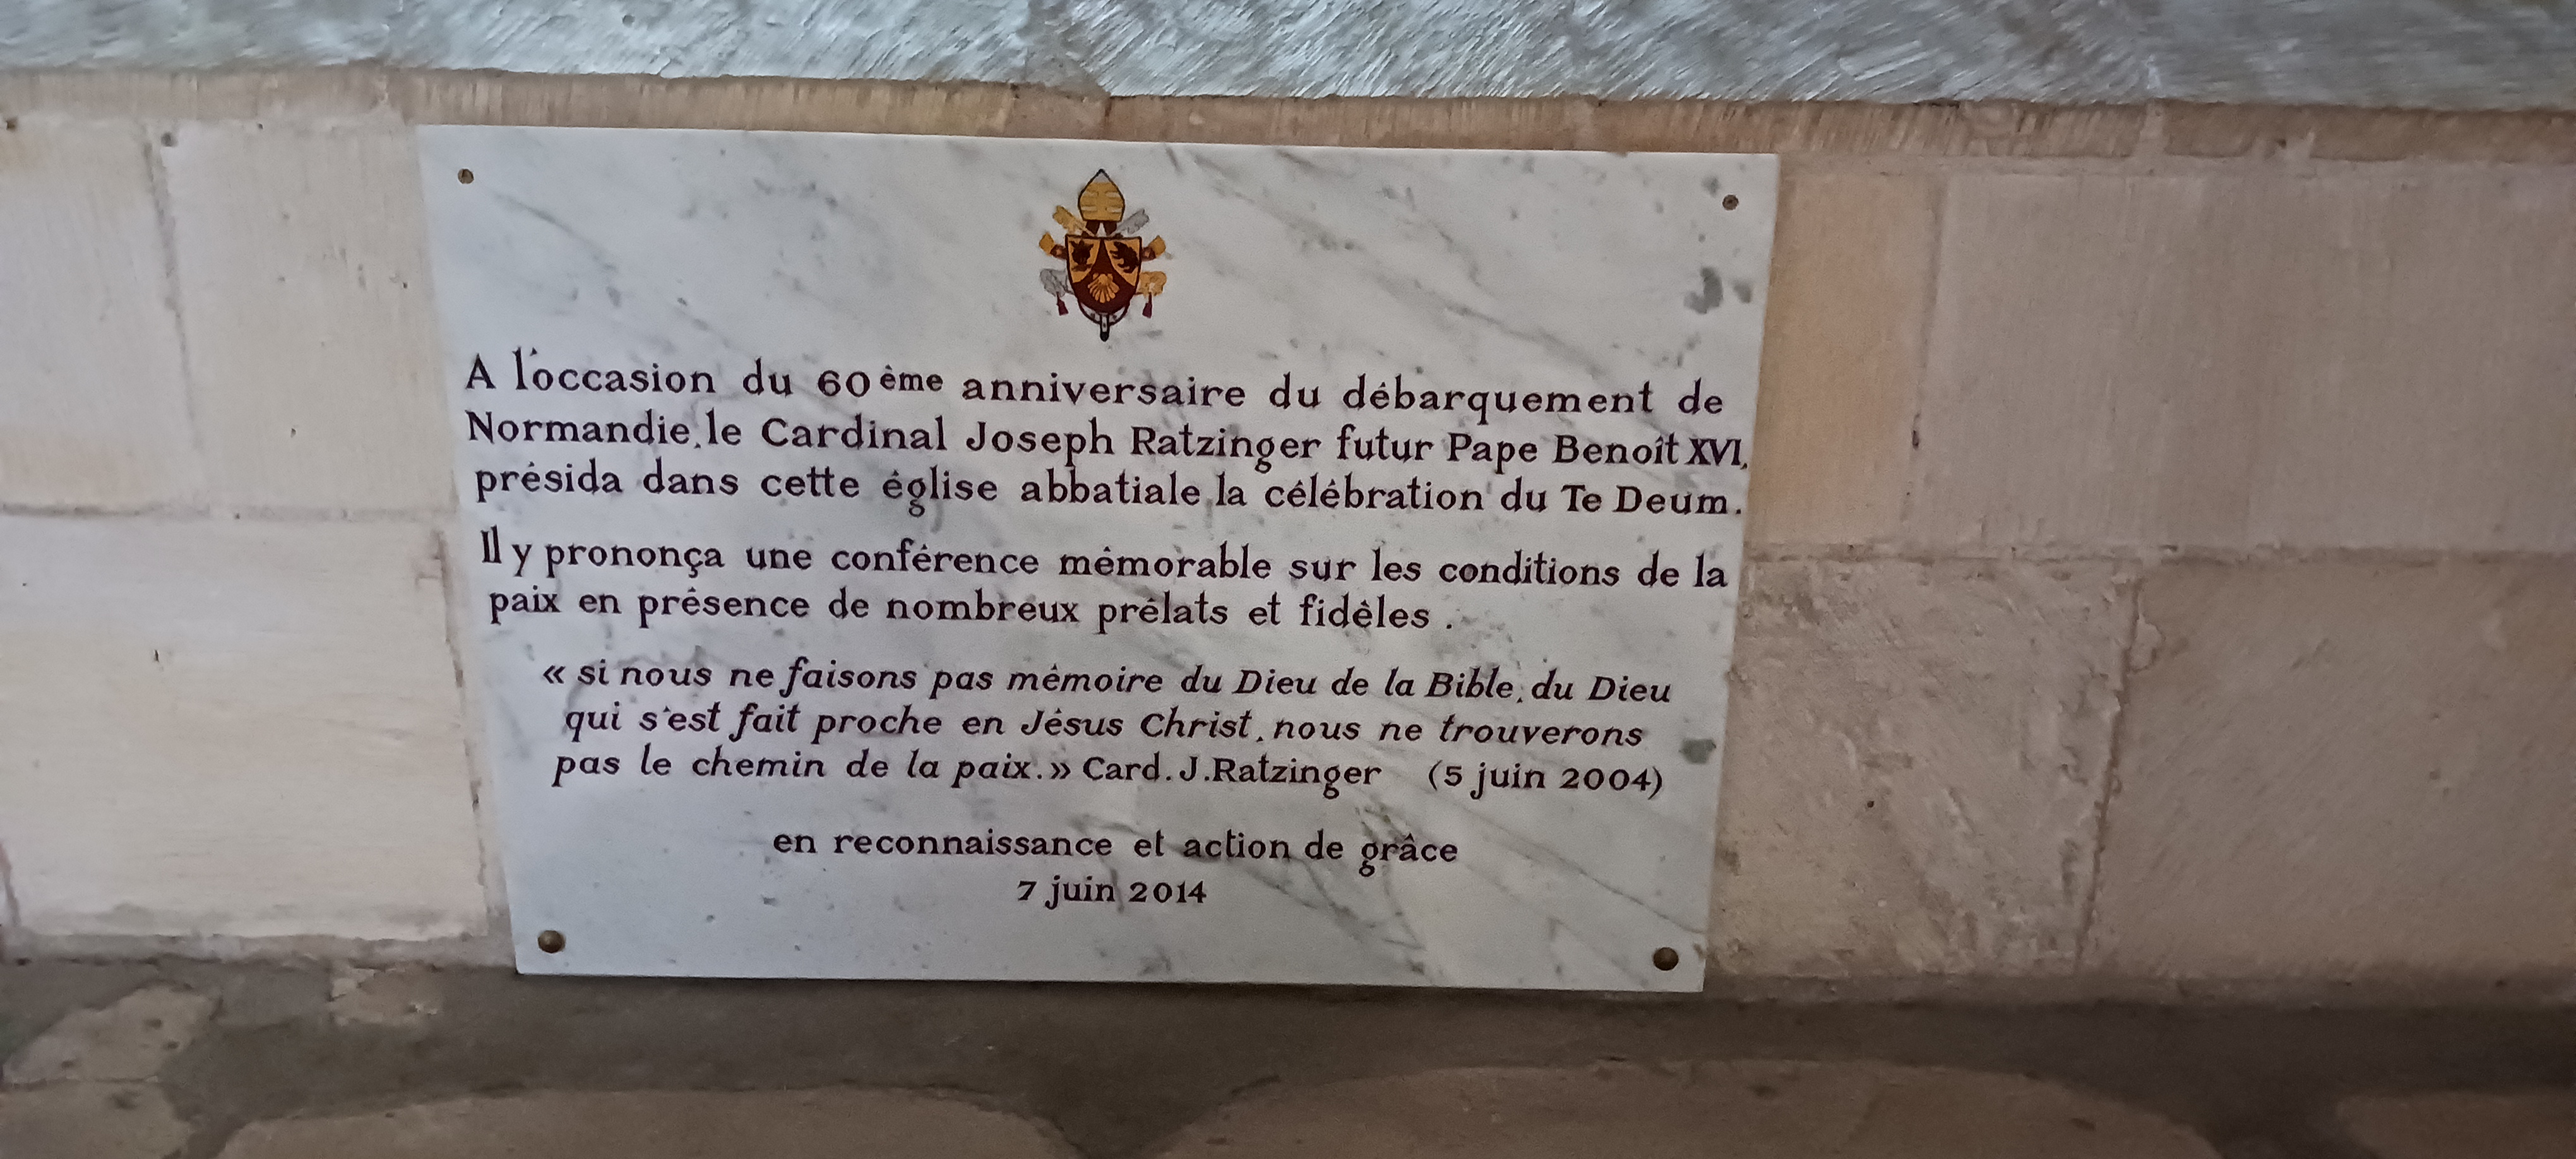 A l'occasion du 60ème anniversaire du débarquement de
Normandie, le Cardinal Joseph Ratzinger futur Pape Benoît XVI,
présida dans cette église abbatiale la célébration du Te Deum.
Il y prononça une conférence mémorable sur les conditions de la
paix en présence de nombreux prélats et fidèles .
« si nous ne faisons pas mémoire du Dieu de la Bible, du Dieu
qui s'est fait proche en Jésus Christ, nous ne trouverons
pas le chemin de la paix. » Card. J.Ratzinger (5 juin 2004)
en reconnaissance et action de grâce
7 juin 2014